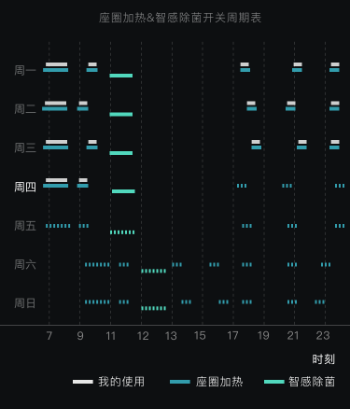 座圈加热&智感除菌开关周期表
周一
周二
周三
周四
周五
周六
周日
7 9 11 12 13 15 17 19 21 23
时刻
我的使用 座圈加热 智感除菌